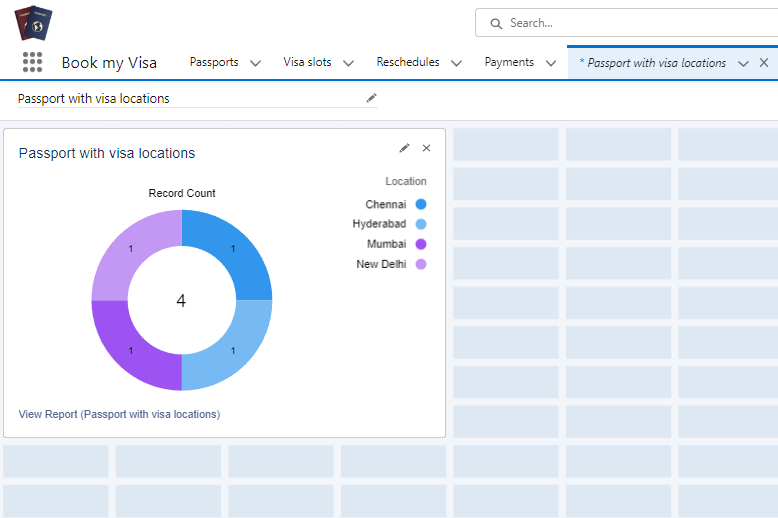 Search...
Book my Visa
Passports
Visa slots
Reschedules
Payments
* Passport with visa locations
Passport with visa locations
Passport with visa locations
Record Count
Location
Chennai
Hyderabad
Mumbai
New Delhi
1
1
4
1
1
View Report (Passport with visa locations)